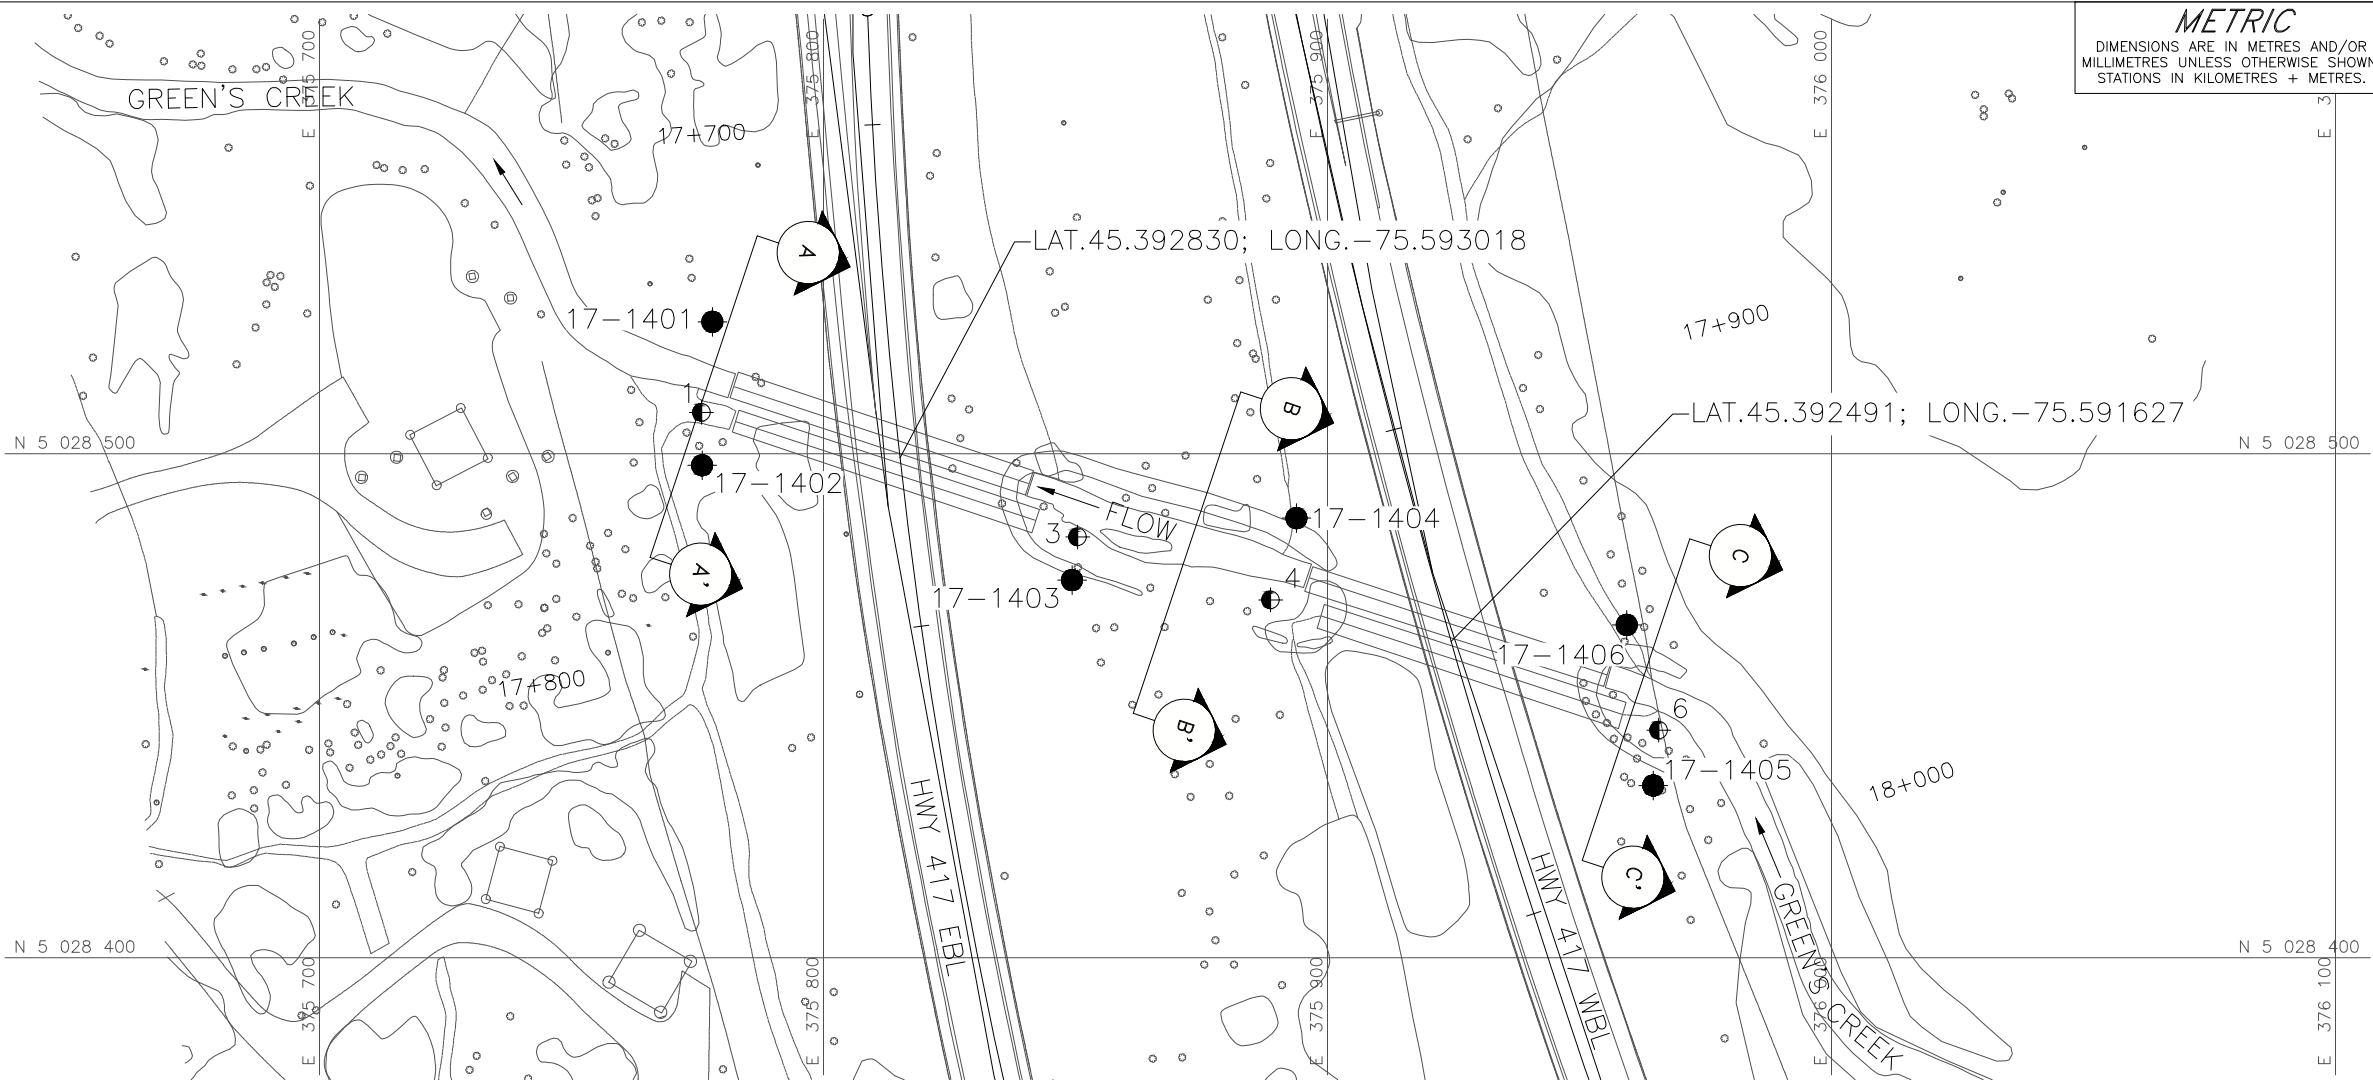 METRIC
DIMENSIONS ARE IN METRES AND/OR
MILLIMETRES UNLESS OTHERWISE SHOWN
STATIONS IN KILOMETRES + METRES.
E 375 700
E 375 800
E 375 900
E 376 000
GREEN'S CREEK
17+700
A
LAT.45.392830; LONG.-75.593018
17-1401
17+900
1
B
LAT.45.392491; LONG.-75.591627
N 5 028 500
N 5 028 500
17-1402
FLOW
17-1404
3
C
A'
4
17-1403
17-1406
17+800
6
B'
17-1405
18+000
HWY 417 EBL
HWY 417 WBL
C'
GREEN'S CREEK
N 5 028 400
N 5 028 400
E 375 700
E 375 800
E 375 900
E 376 000
E 376 100